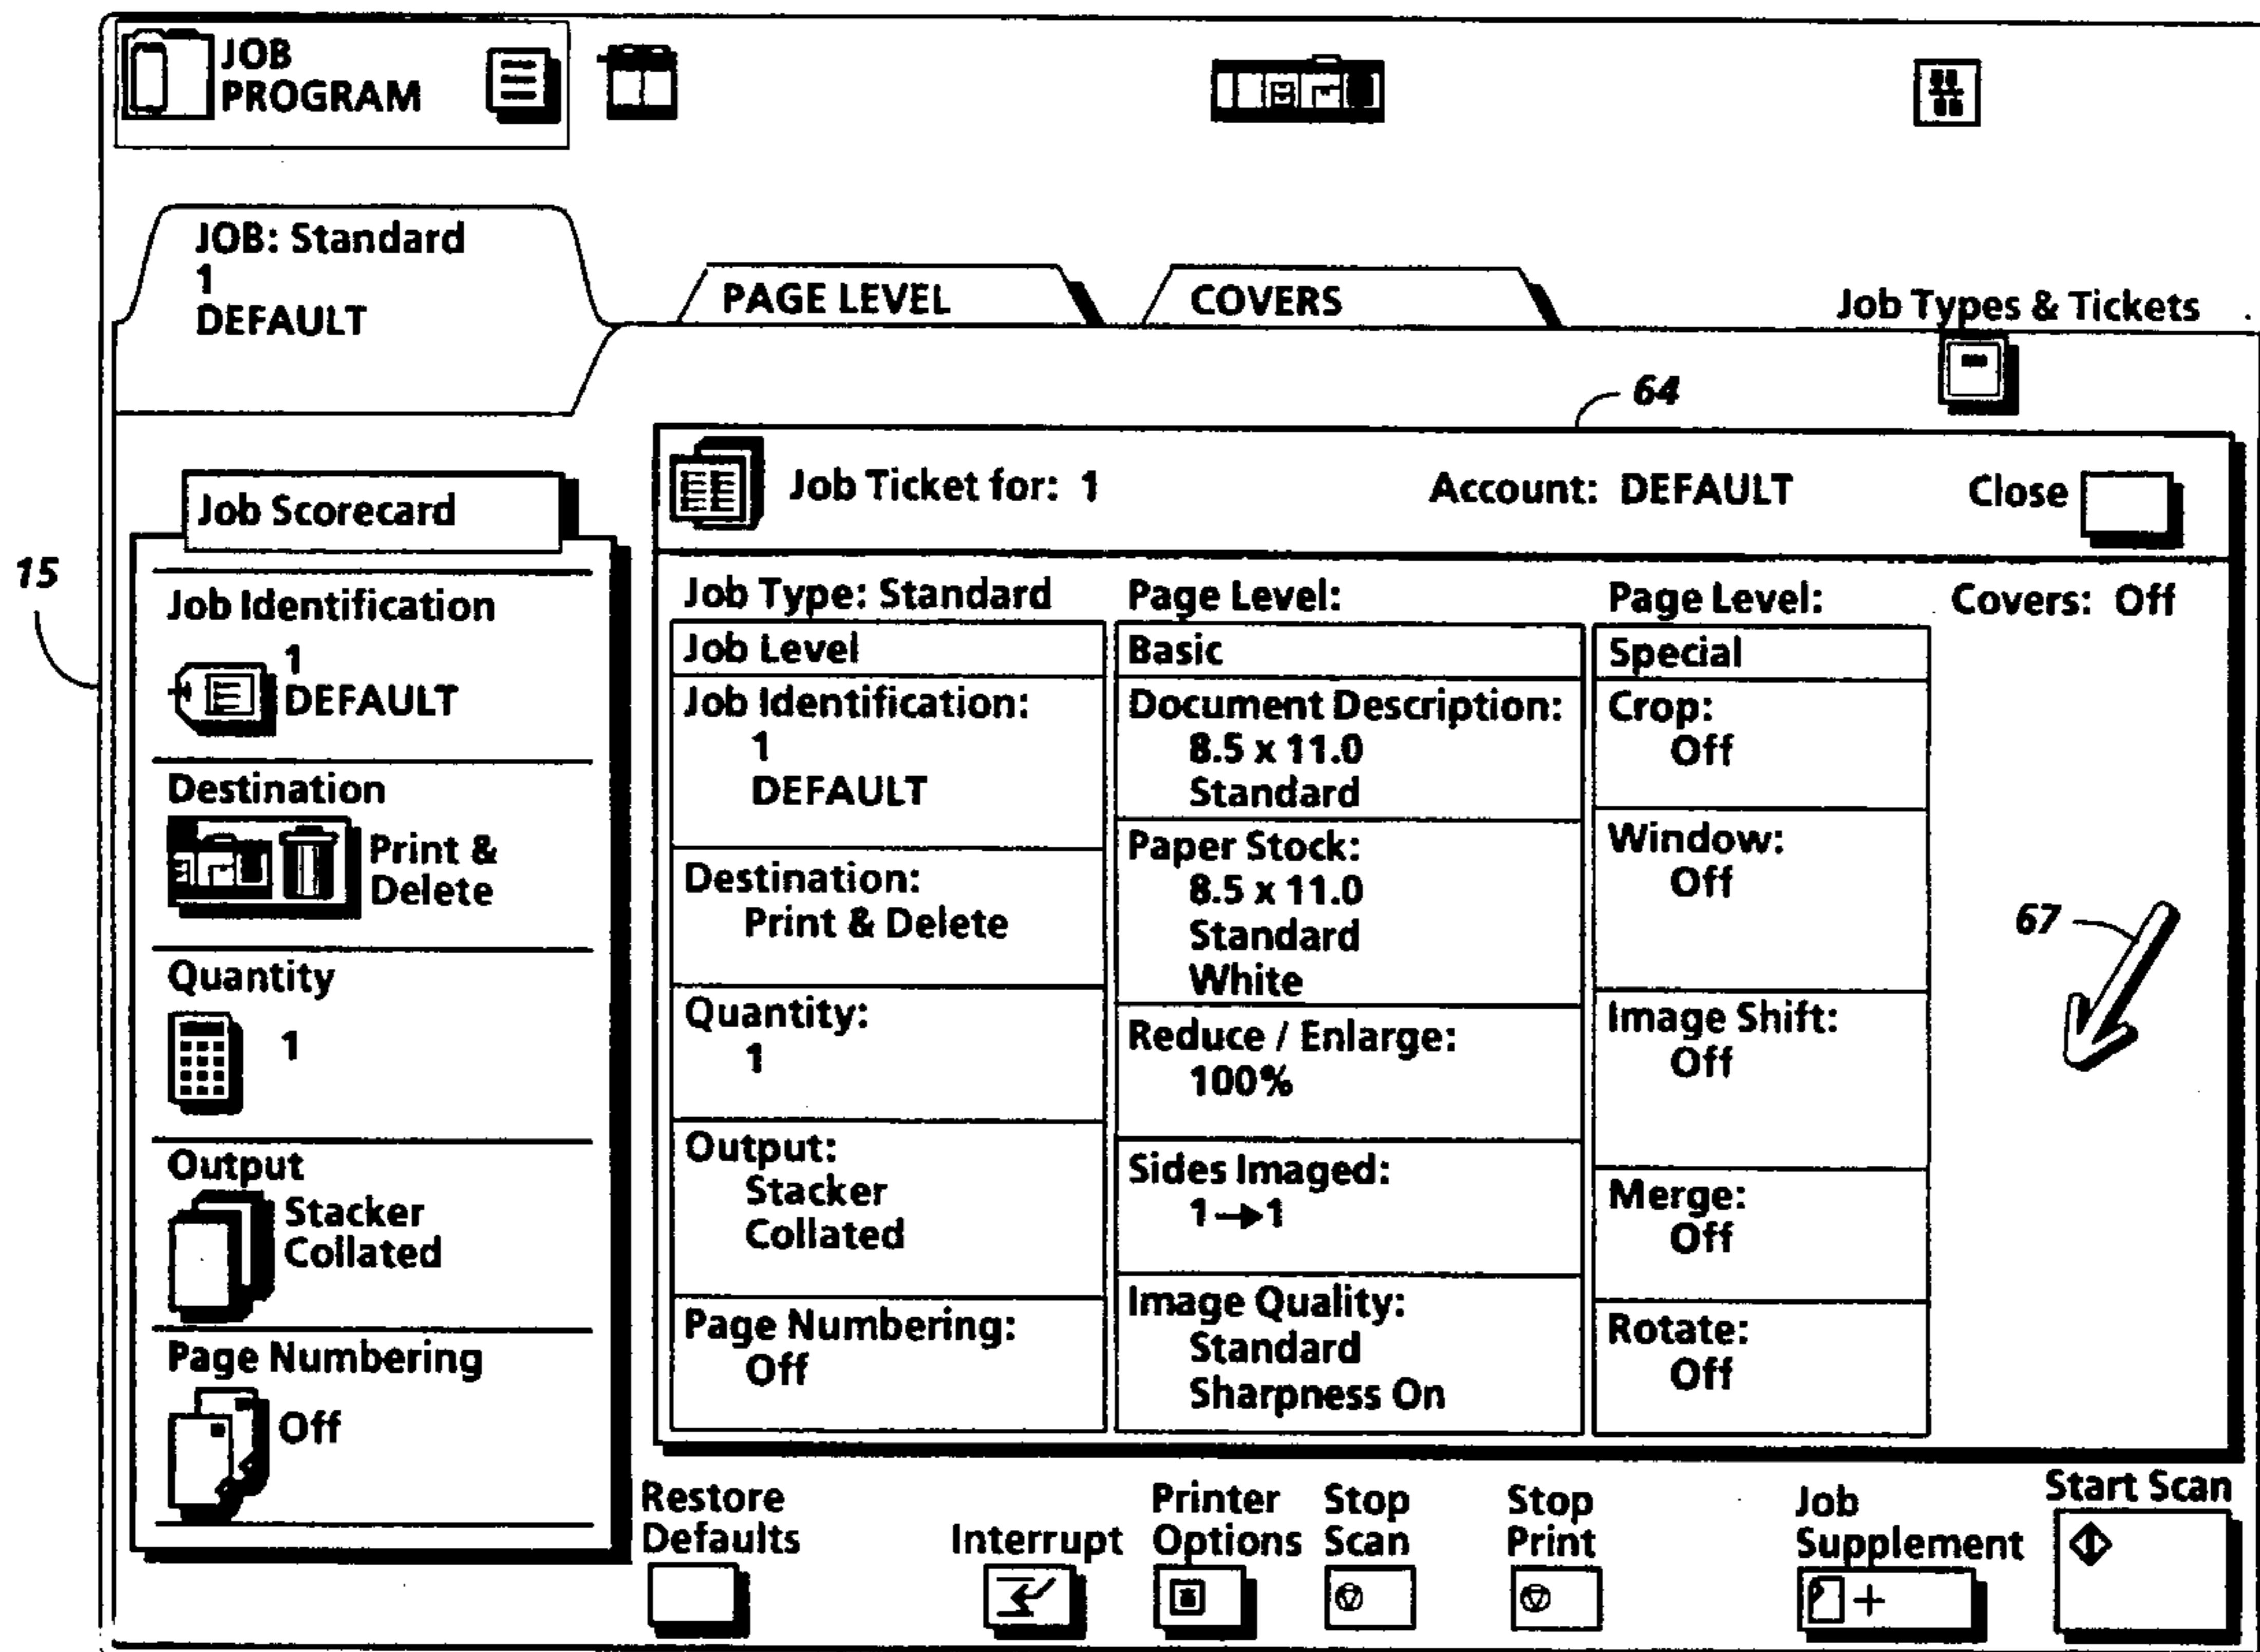 JOB
PROGRAM
JOB: Standard
1
DEFAULT
PAGE LEVEL
COVERS
Job Types & Tickets
64
15
Job Scorecard
Job Identification
1
DEFAULT
Destination
Print &
Delete
Quantity
1
Output
Stacker
Collated
Page Numbering
Off
Job Ticket for: 1
Account: DEFAULT
Close
Job Type: Standard
Job Level
Job Identification:
1
DEFAULT
Destination:
Print & Delete
Quantity:
1
Output:
Stacker
Collated
Page Numbering:
Off
Page Level:
Basic
Document Description:
8.5 x 11.0
Standard
Paper Stock:
8.5 x 11.0
Standard
White
Reduce / Enlarge:
100%
Sides Imaged:
1→1
Image Quality:
Standard
Sharpness On
Page Level:
Special
Crop:
Off
Window:
Off
Image Shift:
Off
Merge:
Off
Rotate:
Off
Covers: Off
67
Restore
Defaults
Interrupt
Printer
Options
Stop
Scan
Stop
Print
Job
Supplement
+
Start Scan